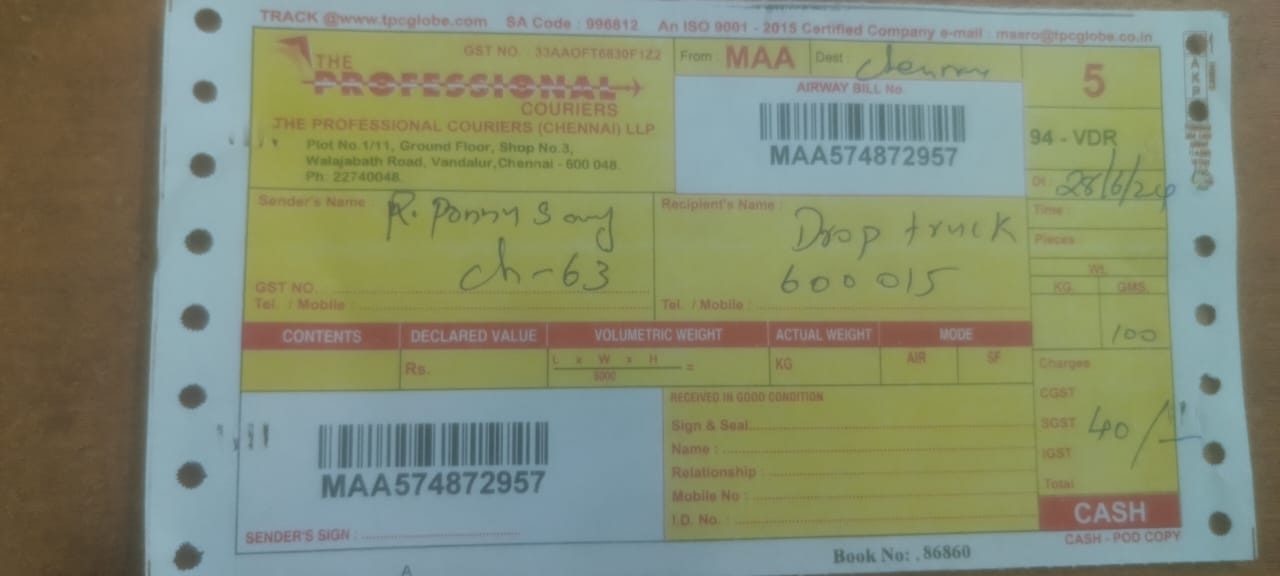 TRACK @www.tpcglobe.com SA Code : 996812 An ISO 9001 - 2015 Certified Company e-mail : maaro@tpcglobe.co.in
GST NO. : 33AAOFT6830F1Z2
THE
PROFESSIONAL
COURIERS
THE PROFESSIONAL COURIERS (CHENNAI) LLP
Plot No.1/11, Ground Floor, Shop No.3,
Walajabath Road, Vandalur,Chennai - 600 048.
Ph: 22740048.
From : MAA Dest : Chennai
AIRWAY BILL No.
MAA574872957
5
94 - VDR
Dt : 28/6/24
Time :
Pieces
Wt.
KG. GMS.
100
Sender's Name : R.
ch-63
GST NO.
Tel. / Mobile :
Recipient's Name : Drop truck
600 015
Tel. / Mobile :
CONTENTS DECLARED VALUE VOLUMETRIC WEIGHT ACTUAL WEIGHT MODE
Rs. L x W x H = KG AIR SF
5000
Charges
CGST
SGST 40/-
IGST
Total
CASH
CASH - POD COPY
MAA574872957
SENDER'S SIGN :
RECEIVED IN GOOD CONDITION
Sign & Seal
Name :
Relationship :
Mobile No :
I.D. No. :
Book No: . 86860
A